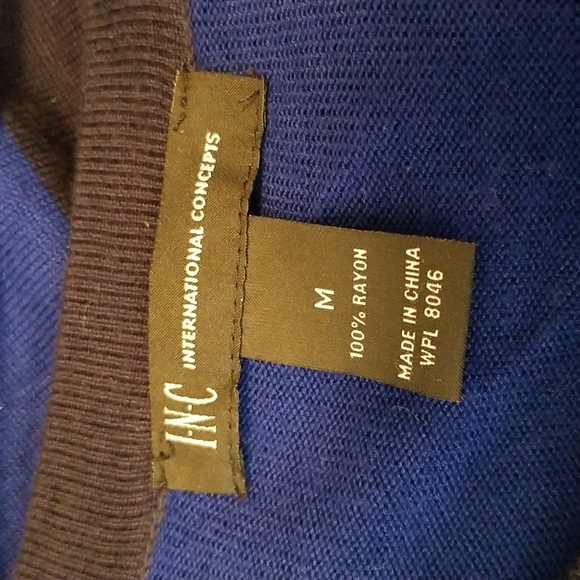 I·N·C INTERNATIONAL CONCEPTS
M
100% RAYON
MADE IN CHINA
WPL 8046